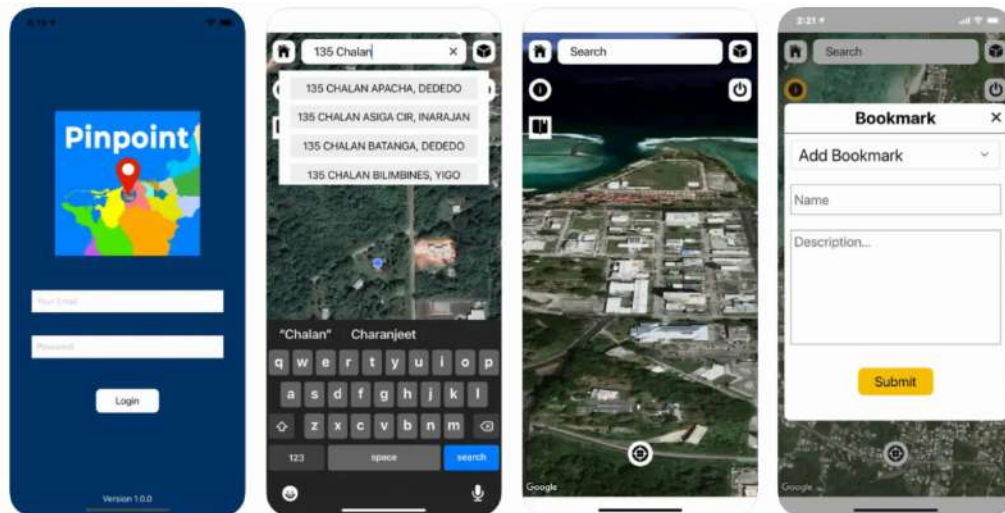 Pinpoint
Your Email
Password
Login
Version 1.0.0
135 Chalan
135 CHALAN APACHA, DEDEDO
135 CHALAN ASIGA CIR, INARAJAN
135 CHALAN BATANGA, DEDEDO
135 CHALAN BILIMBINES, YIGO
"Chalan" Charanjeet
q w e r t y u i o p
a s d f g h j k l
z x c v b n m
123 space search
Search
Google
2:21
Search
Bookmark
Add Bookmark
Name
Description...
Submit
Google